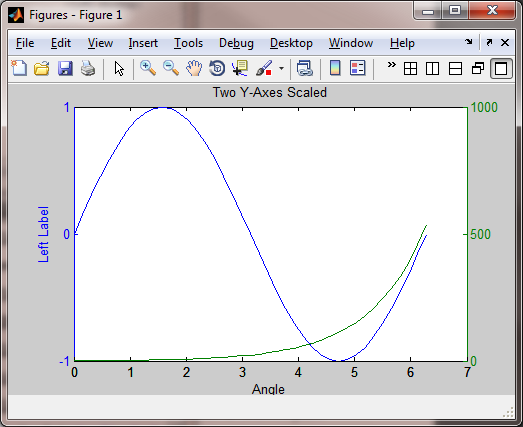 Figures - Figure 1
File Edit View Insert Tools Debug Desktop Window Help
Two Y-Axes Scaled
1 1000
Left Label
0 500
-1 0
0 1 2 3 4 5 6 7
Angle